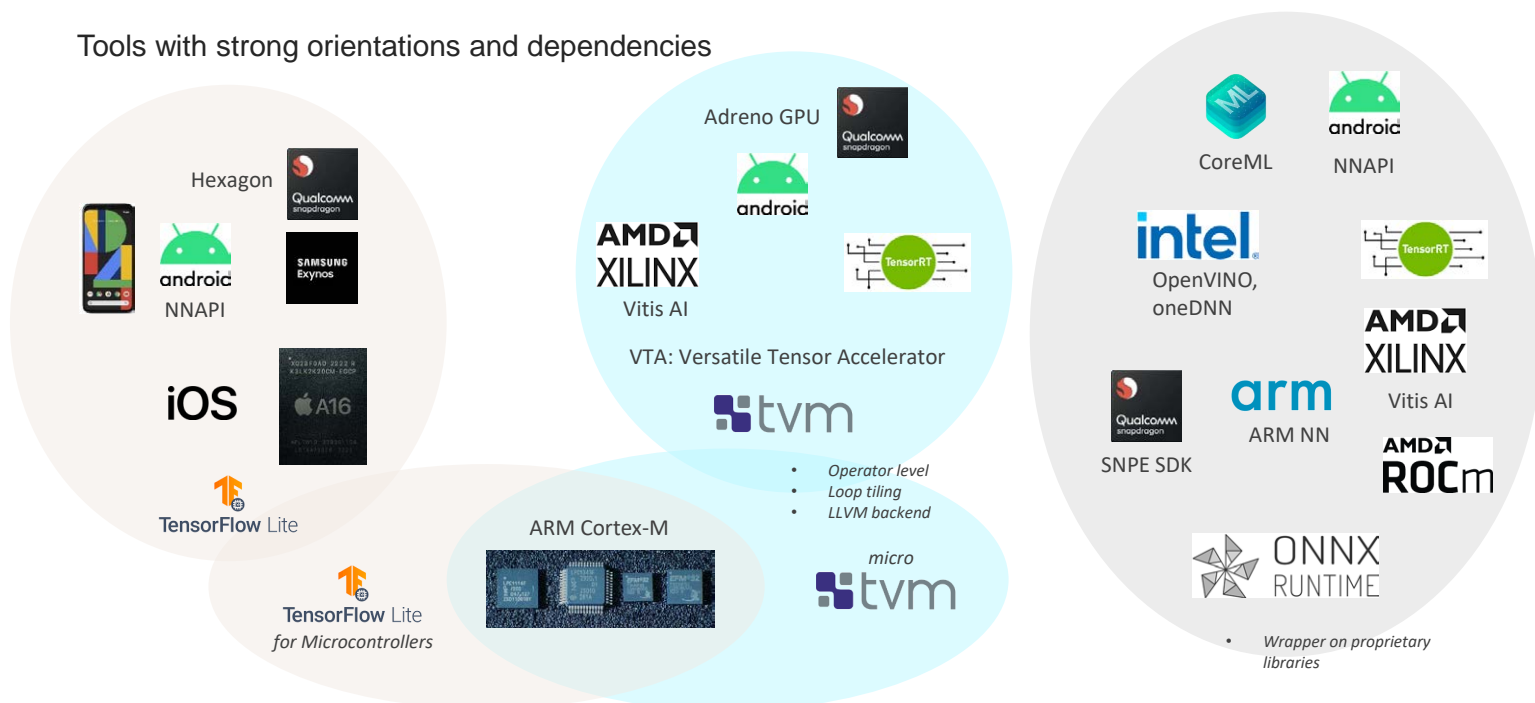 Tools with strong orientations and dependencies
Hexagon
Qualcomm
snapdragon
android
NNAPI
SAMSUNG
Exynos
iOS
A16
TensorFlow Lite
TensorFlow Lite
for Microcontrollers
ARM Cortex-M
Adreno GPU
Qualcomm
snapdragon
android
AMD
XILINX
Vitis AI
TensorRT
VTA: Versatile Tensor Accelerator
tvm
• Operator level
• Loop tiling
• LLVM backend
micro
tvm
ML
CoreML
android
NNAPI
intel.
OpenVINO,
oneDNN
TensorRT
AMD
XILINX
Vitis AI
Qualcomm
snapdragon
SNPE SDK
arm
ARM NN
AMD
ROCm
ONNX
RUNTIME
• Wrapper on proprietary
libraries